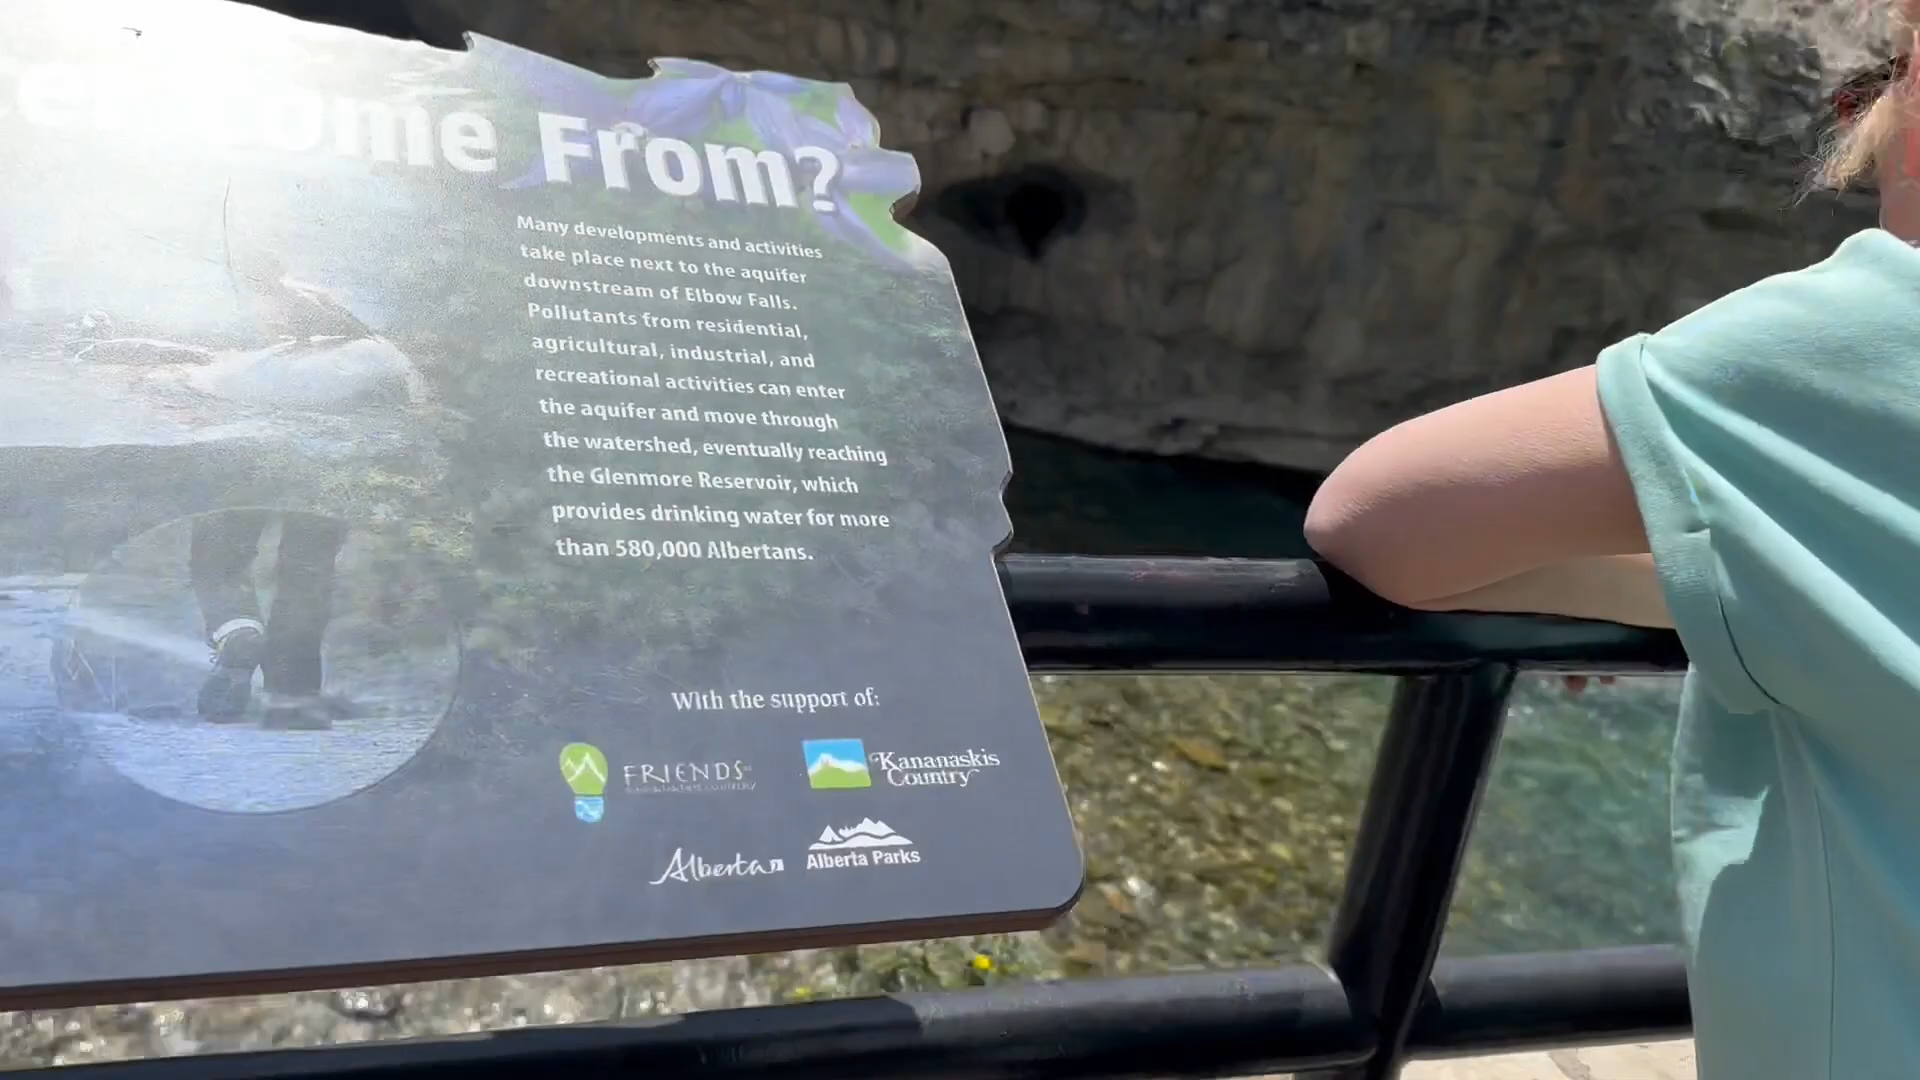 ome From?
Many developments and activities
take place next to the aquifer
downstream of Elbow Falls.
Pollutants from residential,
agricultural, industrial, and
recreational activities can enter
the aquifer and move through
the watershed, eventually reaching
the Glenmore Reservoir, which
provides drinking water for more
than 580,000 Albertans.
With the support of:
FRIENDS
Kananaskis
Country
Alberta
Alberta Parks